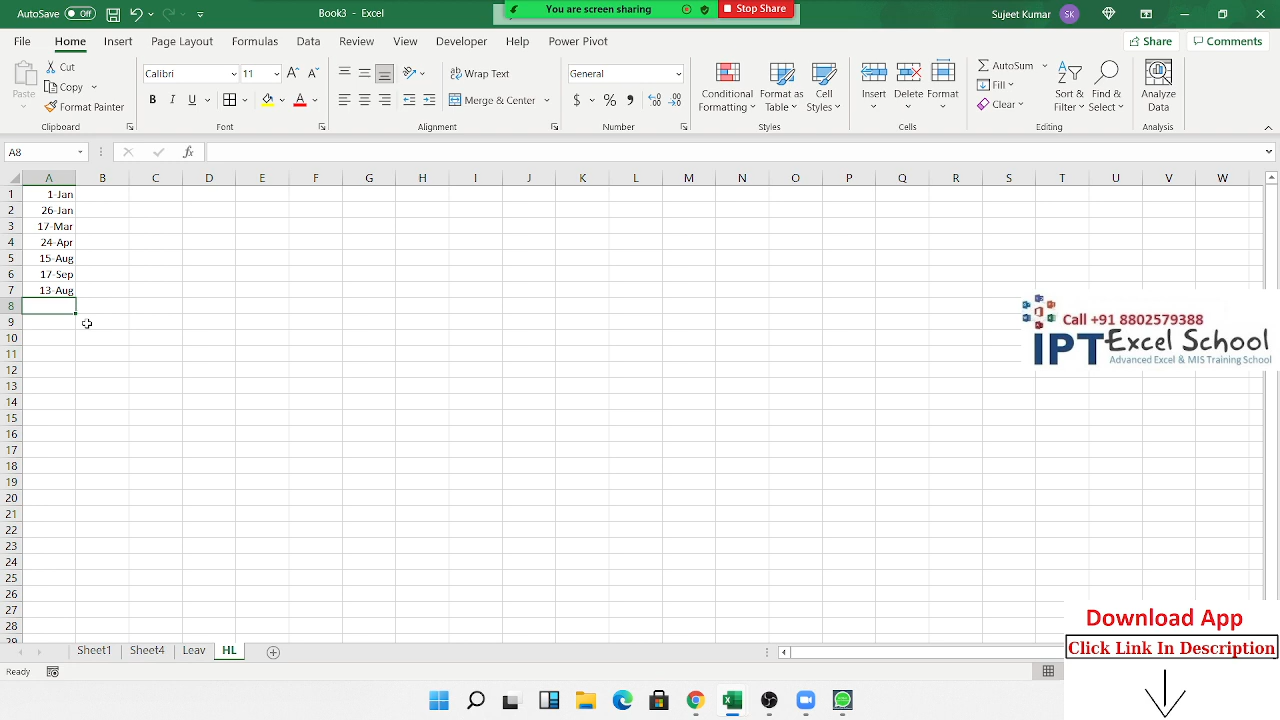 AutoSave Off
Book3 - Excel
You are screen sharing
Stop Share
Sujeet Kumar
SK
File Home Insert Page Layout Formulas Data Review View Developer Help Power Pivot
Share
Comments
Paste
Cut
Copy
Format Painter
Clipboard
Calibri
11
B I U
Font
Wrap Text
Merge & Center
Alignment
General
Number
Conditional Formatting
Format as Table
Cell Styles
Styles
Insert
Delete
Format
Cells
AutoSum
Fill
Clear
Sort & Filter
Find & Select
Editing
Analyze Data
Analysis
A8
fx
A B C D E F G H I J K L M N O P Q R S T U V W
1 1-Jan
2 26-Jan
3 17-Mar
4 24-Apr
5 15-Aug
6 17-Sep
7 13-Aug
8
9
10
11
12
13
14
15
16
17
18
19
20
21
22
23
24
25
26
27
28
29
Call +91 8802579388
IPT Excel School
Advanced Excel & MIS Training School
Download App
Click Link In Description
Sheet1 Sheet4 Leav HL
Ready